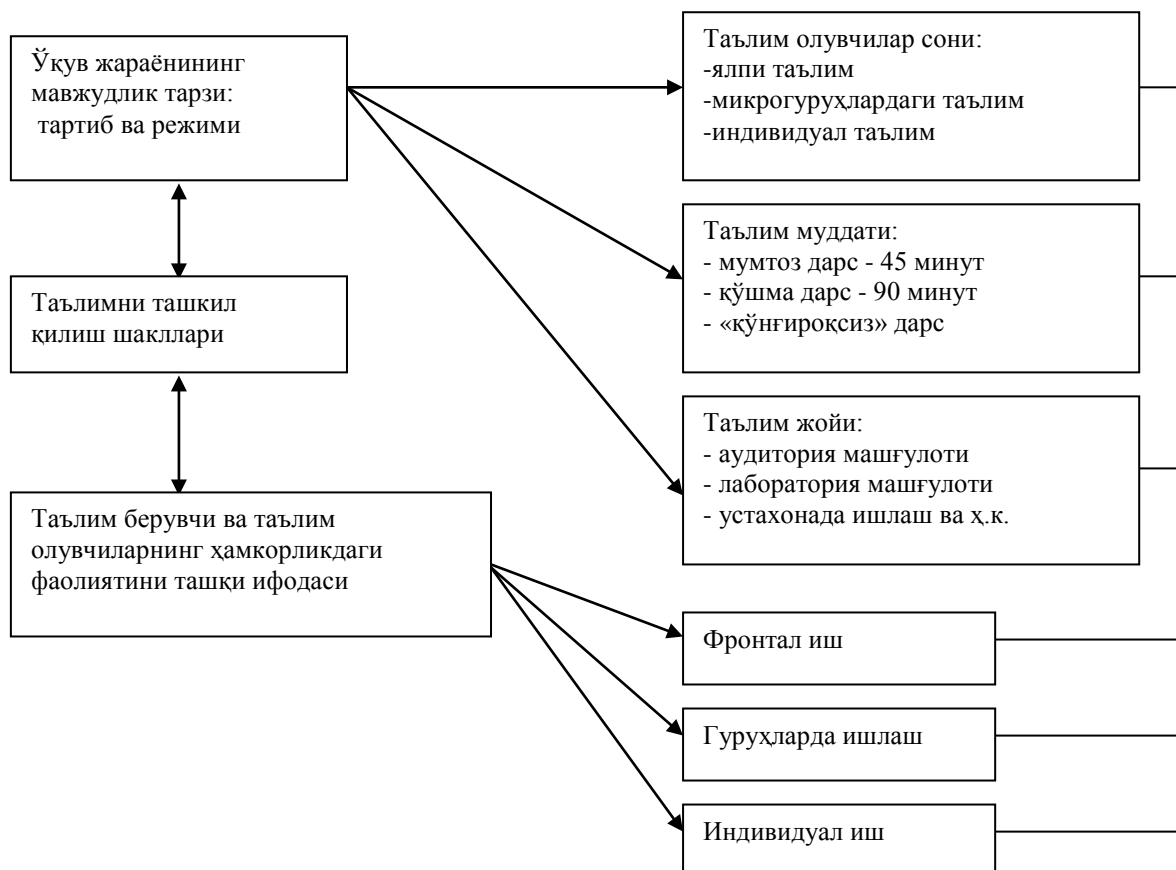 Ўқув жараёнининг
мавжудлик тарзи:
тартиб ва режими
Таълимни ташкил
қилиш шакллари
Таълим берувчи ва таълим
олувчиларнинг ҳамкорликдаги
фаолиятини ташқи ифодаси
Таълим олувчилар сони:
-ялпи таълим
-микрогуруҳлардаги таълим
-индивидуал таълим
Таълим муддати:
- мумтоз дарс - 45 минут
- қўшма дарс - 90 минут
- «қўнғироқсиз» дарс
Таълим жойи:
- аудитория машғулоти
- лаборатория машғулоти
- устахонада ишлаш ва ҳ.к.
Фронтал иш
Гуруҳларда ишлаш
Индивидуал иш